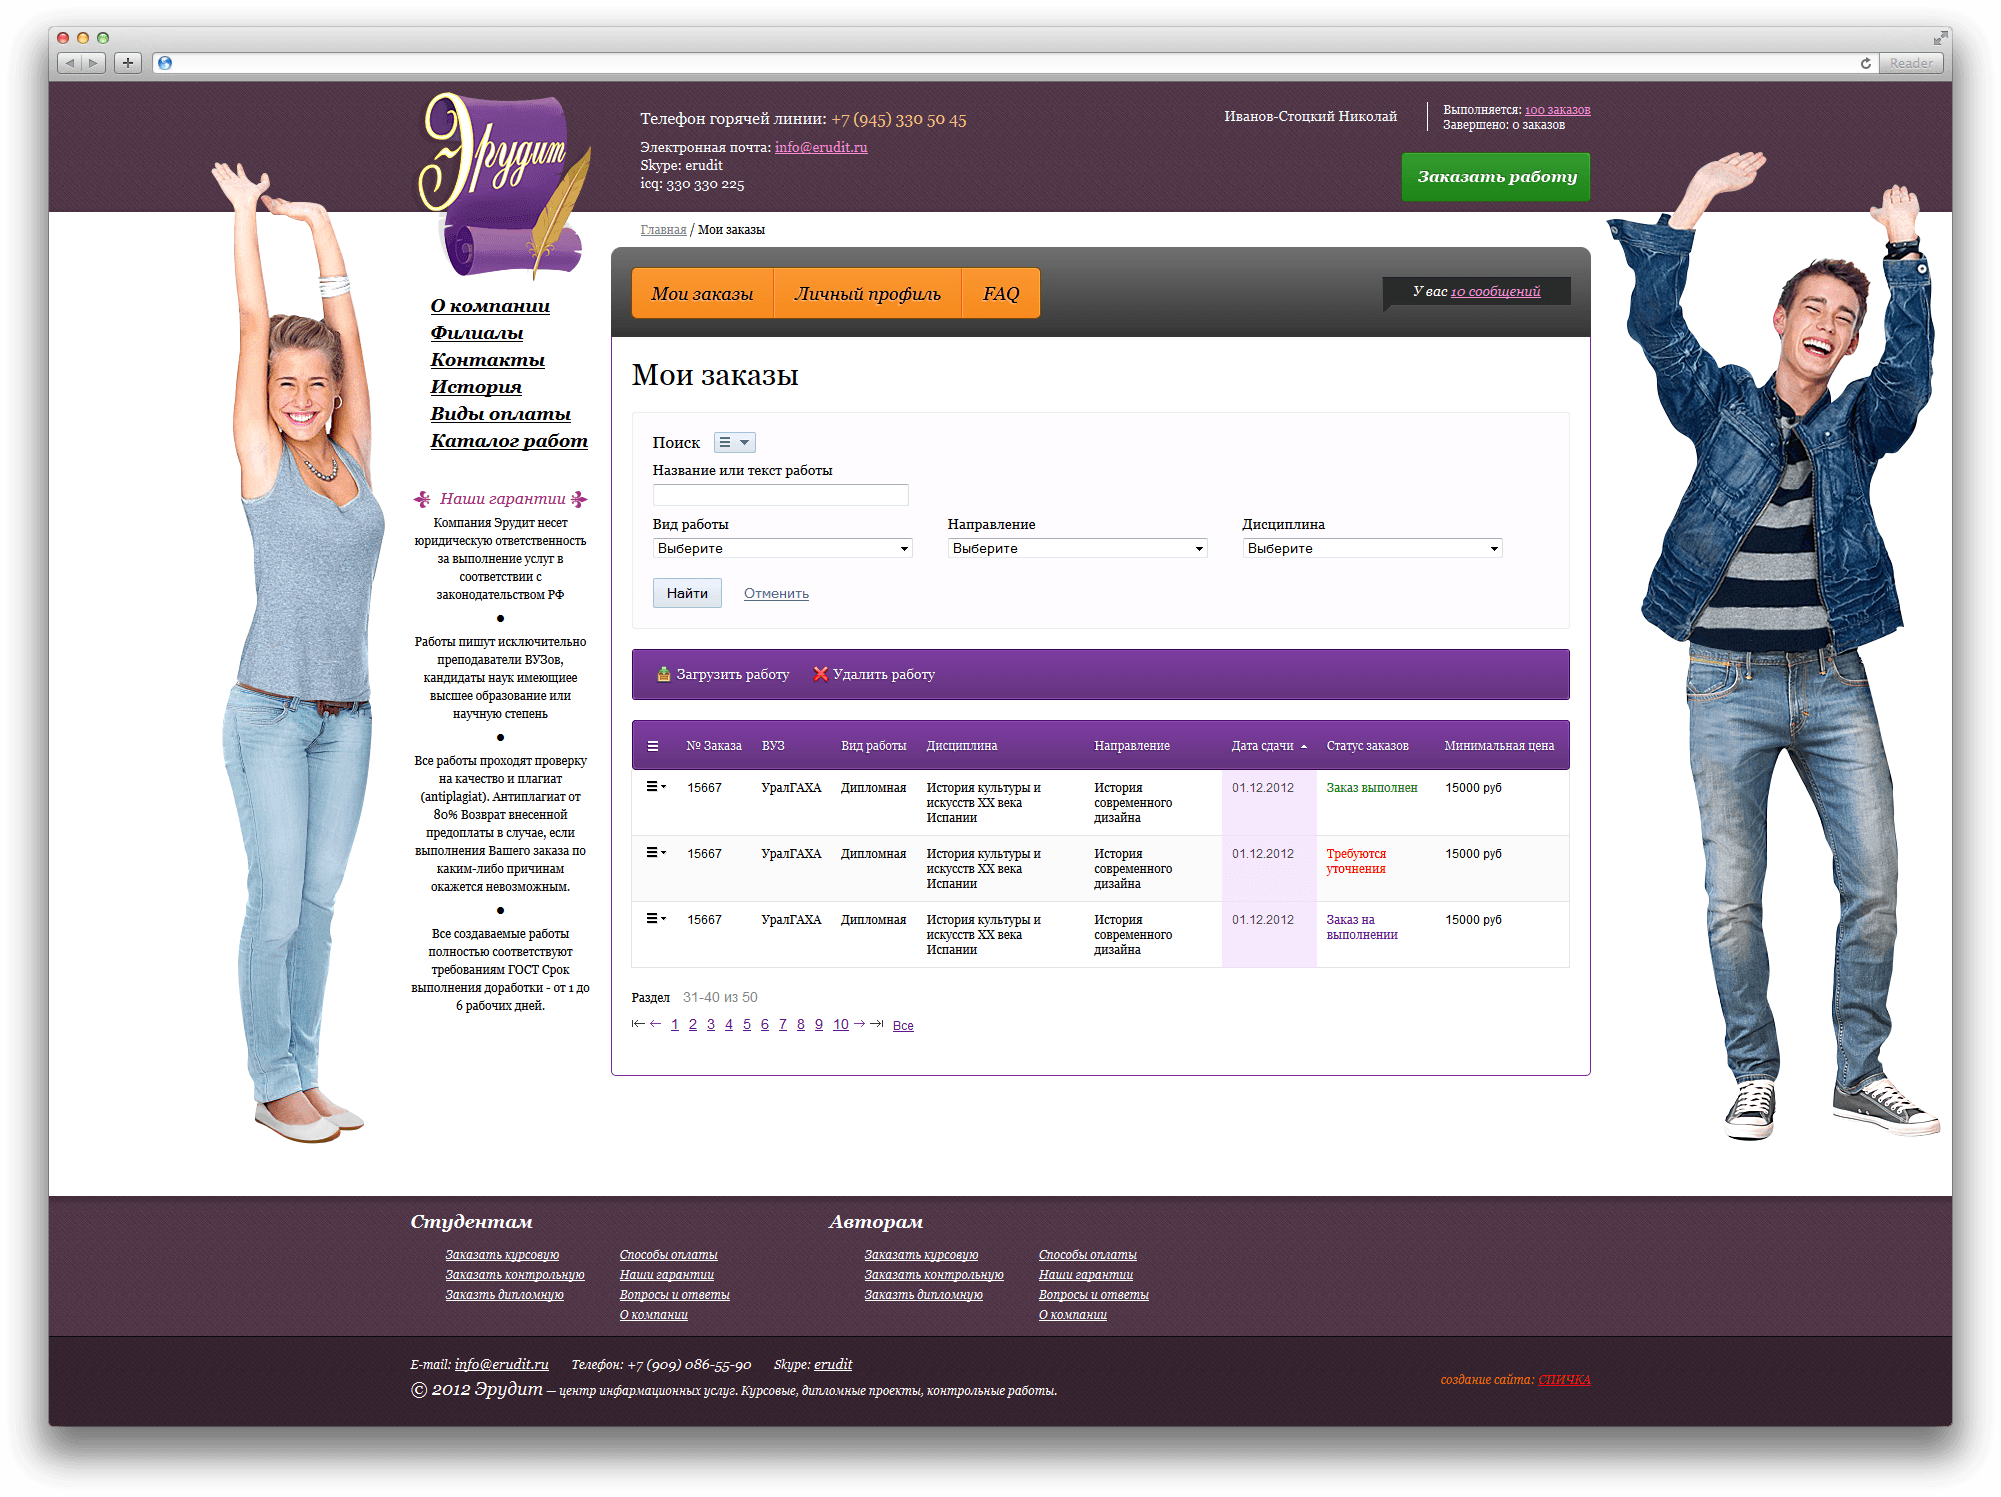 Reader
Эрудит
Телефон горячей линии: +7 (945) 330 50 45
Электронная почта: info@erudit.ru
Skype: erudit
icq: 330 330 225
Иванов-Стоцкий Николай
Выполняется: 100 заказов
Завершено: 0 заказов
Заказать работу
Главная / Мои заказы
Мои заказы
Личный профиль
FAQ
У вас 10 сообщений
О компании
Филиалы
Контакты
История
Виды оплаты
Каталог работ
Наши гарантии
Компания Эрудит несет
юридическую ответственность
за выполнение услуг в
соответствии с
законодательством РФ
Работы пишут исключительно
преподаватели ВУЗов,
кандидаты наук имеющиее
высшее образование или
научную степень
Все работы проходят проверку
на качество и плагиат
(antiplagiat). Антиплагиат от
80% Возврат внесенной
предоплаты в случае, если
выполнения Вашего заказа по
каким-либо причинам
окажется невозможным.
Все создаваемые работы
полностью соответствуют
требованиям ГОСТ Срок
выполнения доработки - от 1 до
6 рабочих дней.
Мои заказы
Поиск
Название или текст работы
Вид работы Направление Дисциплина
Выберите Выберите Выберите
Найти Отменить
Загрузить работу Удалить работу
№ Заказа ВУЗ Вид работы Дисциплина Направление Дата сдачи Статус заказов Минимальная цена
15667 УралГАХА Дипломная История культуры и История 01.12.2012 Заказ выполнен 15000 руб
искусств XX века современного
Испании дизайна
15667 УралГАХА Дипломная История культуры и История 01.12.2012 Требуются 15000 руб
искусств XX века современного уточнения
Испании дизайна
15667 УралГАХА Дипломная История культуры и История 01.12.2012 Заказ на 15000 руб
искусств XX века современного выполнении
Испании дизайна
Раздел 31-40 из 50
1 2 3 4 5 6 7 8 9 10 Все
Студентам
Заказать курсовую Способы оплаты
Заказать контрольную Наши гарантии
Заказть дипломную Вопросы и ответы
О компании
Авторам
Заказать курсовую Способы оплаты
Заказать контрольную Наши гарантии
Заказть дипломную Вопросы и ответы
О компании
E-mail: info@erudit.ru Телефон: +7 (909) 086-55-90 Skype: erudit
© 2012 Эрудит — центр инфармационных услуг. Курсовые, дипломные проекты, контрольные работы.
создание сайта: СПИЧКА